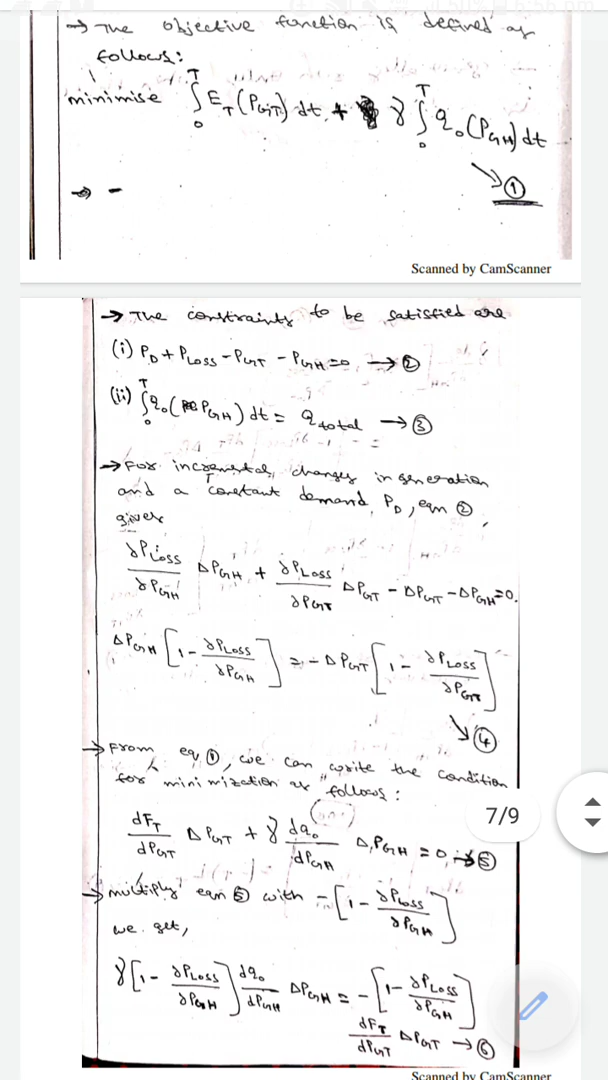 → The objective function is defined as
follows:
minimise ∫₀ᵀ F_T (P_GT) dt + γ ∫₀ᵀ q₀ (P_GH) dt
→ ①
→ -
Scanned by CamScanner
→ The constraints to be satisfied are
(i) P_D + P_Loss - P_GT - P_GH = 0 → ②
(ii) ∫₀ᵀ q₀ (P_GH) dt = Q_total → ③
→ For incremental changes in generation
and a constant demand P_D, eqn ②,
gives
∂P_Loss/∂P_GH ΔP_GH + ∂P_Loss/∂P_GT ΔP_GT - ΔP_GT - ΔP_GH = 0.
ΔP_GH [1 - ∂P_Loss/∂P_GH] = - ΔP_GT [1 - ∂P_Loss/∂P_GT]
→ ④
→ From eq ①, we can write the condition
for minimization as follows:
dF_T/dP_GT ΔP_GT + γ dq₀/dP_GH ΔP_GH = 0 → ⑤
7/9
→ multiply eqn ⑤ with - [1 - ∂P_Loss/∂P_GH]
we get,
γ [1 - ∂P_Loss/∂P_GH] dq₀/dP_GH ΔP_GH = - [1 - ∂P_Loss/∂P_GH]
dF_T/dP_GT ΔP_GT → ⑥
Scanned by CamScanner